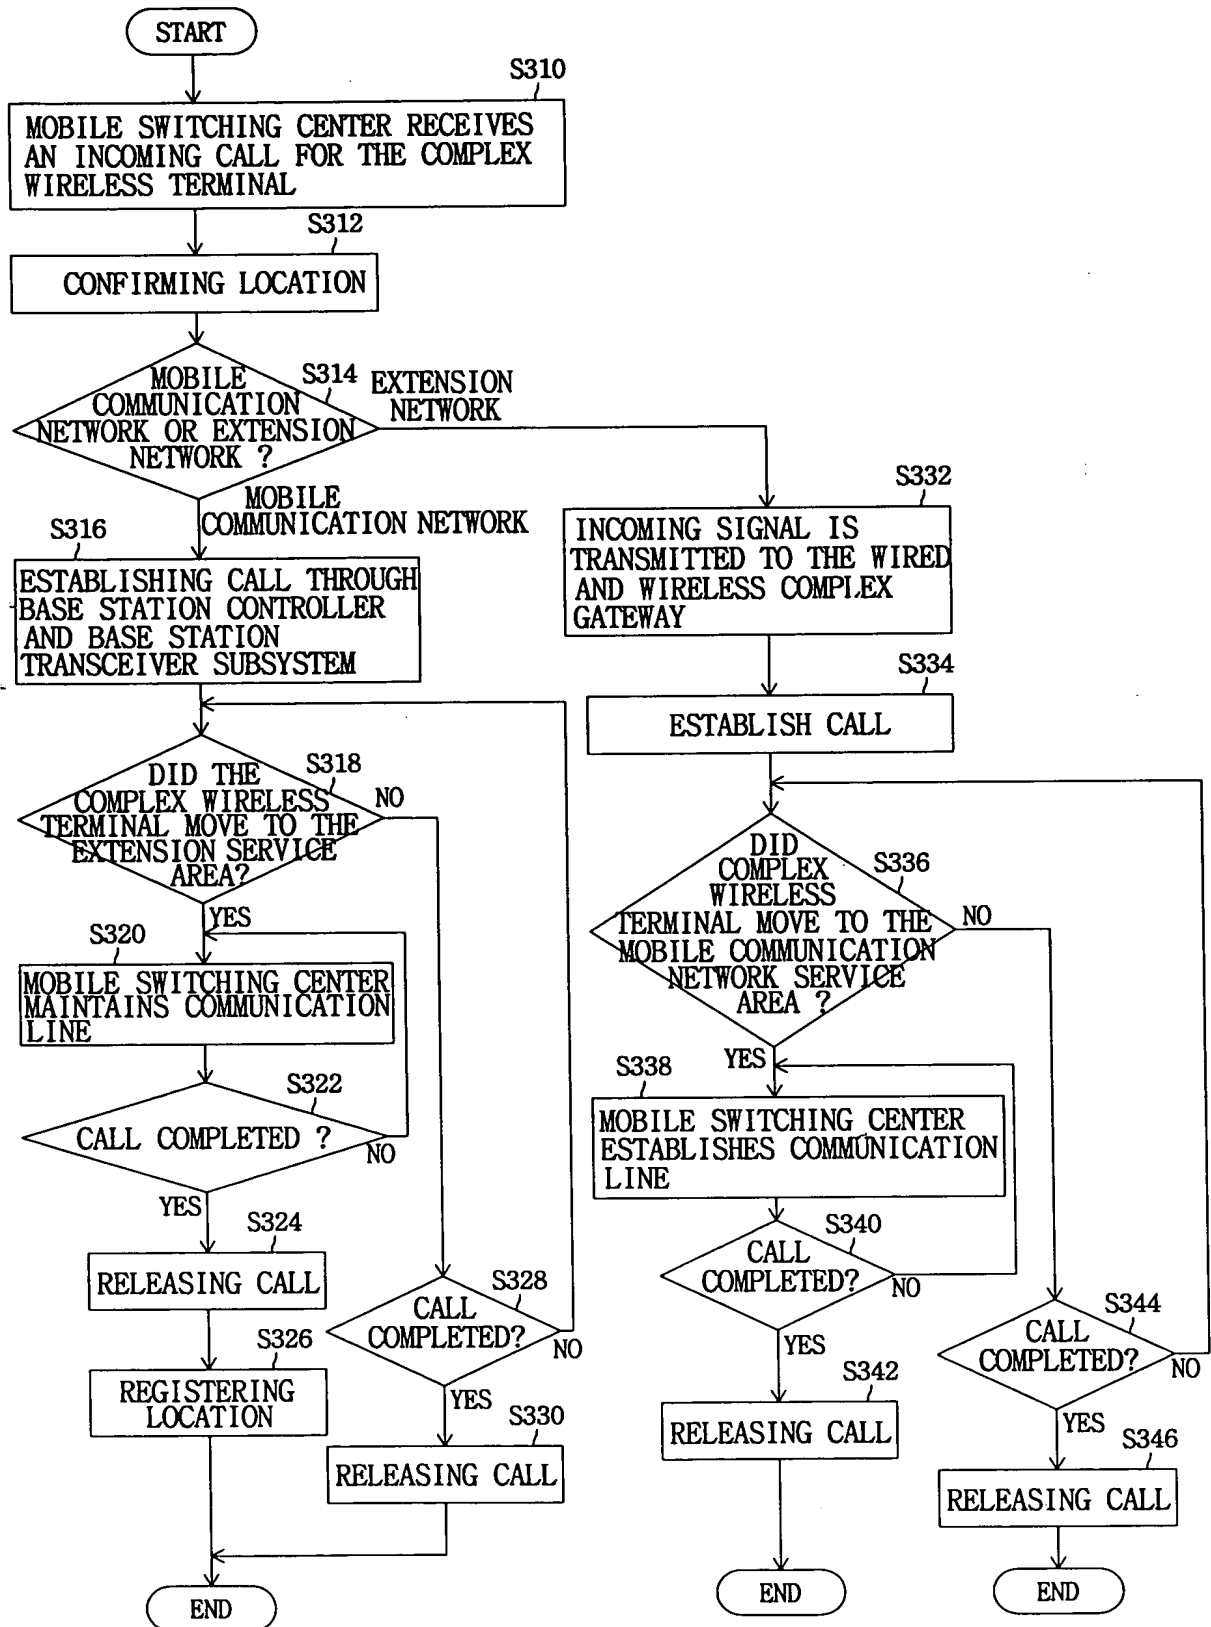 START
S310
MOBILE SWITCHING CENTER RECEIVES
AN INCOMING CALL FOR THE COMPLEX
WIRELESS TERMINAL
S312
CONFIRMING LOCATION
S314
MOBILE
COMMUNICATION
NETWORK OR EXTENSION
NETWORK ?
EXTENSION
NETWORK
MOBILE
COMMUNICATION NETWORK
S316
ESTABLISHING CALL THROUGH
BASE STATION CONTROLLER
AND BASE STATION
TRANSCEIVER SUBSYSTEM
S318
DID THE
COMPLEX WIRELESS
TERMINAL MOVE TO THE
EXTENSION SERVICE
AREA?
NO
YES
S320
MOBILE SWITCHING CENTER
MAINTAINS COMMUNICATION
LINE
S322
CALL COMPLETED ?
NO
YES
S324
RELEASING CALL
S326
REGISTERING
LOCATION
S328
CALL
COMPLETED?
NO
YES
S330
RELEASING CALL
END
S332
INCOMING SIGNAL IS
TRANSMITTED TO THE WIRED
AND WIRELESS COMPLEX
GATEWAY
S334
ESTABLISH CALL
S336
DID
COMPLEX
WIRELESS
TERMINAL MOVE TO THE
MOBILE COMMUNICATION
NETWORK SERVICE
AREA ?
NO
YES
S338
MOBILE SWITCHING CENTER
ESTABLISHES COMMUNICATION
LINE
S340
CALL
COMPLETED?
NO
YES
S342
RELEASING CALL
END
S344
CALL
COMPLETED?
NO
YES
S346
RELEASING CALL
END